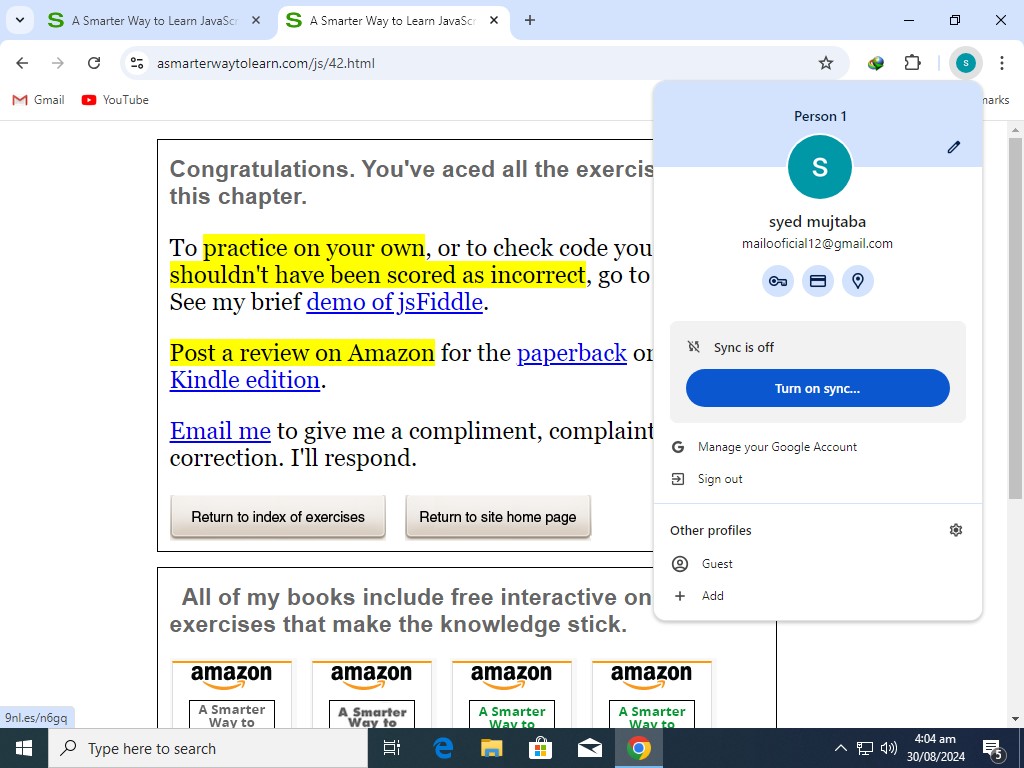 A Smarter Way to Learn JavaScr
A Smarter Way to Learn JavaScr
asmarterwaytolearn.com/js/42.html
S
Gmail
YouTube
marks
Person 1
S
syed mujtaba
mailooficial12@gmail.com
Sync is off
Turn on sync...
Manage your Google Account
Sign out
Other profiles
Guest
Add
Congratulations. You've aced all the exercis
this chapter.
To practice on your own, or to check code you
shouldn't have been scored as incorrect, go to
See my brief demo of jsFiddle.
Post a review on Amazon for the paperback or
Kindle edition.
Email me to give me a compliment, complaint
correction. I'll respond.
Return to index of exercises
Return to site home page
All of my books include free interactive on
exercises that make the knowledge stick.
amazon amazon amazon amazon
A Smarter A Smarter A Smarter A Smarter
Way to Way to Way to Way to
9nl.es/n6gq
Type here to search
4:04 am
30/08/2024
5